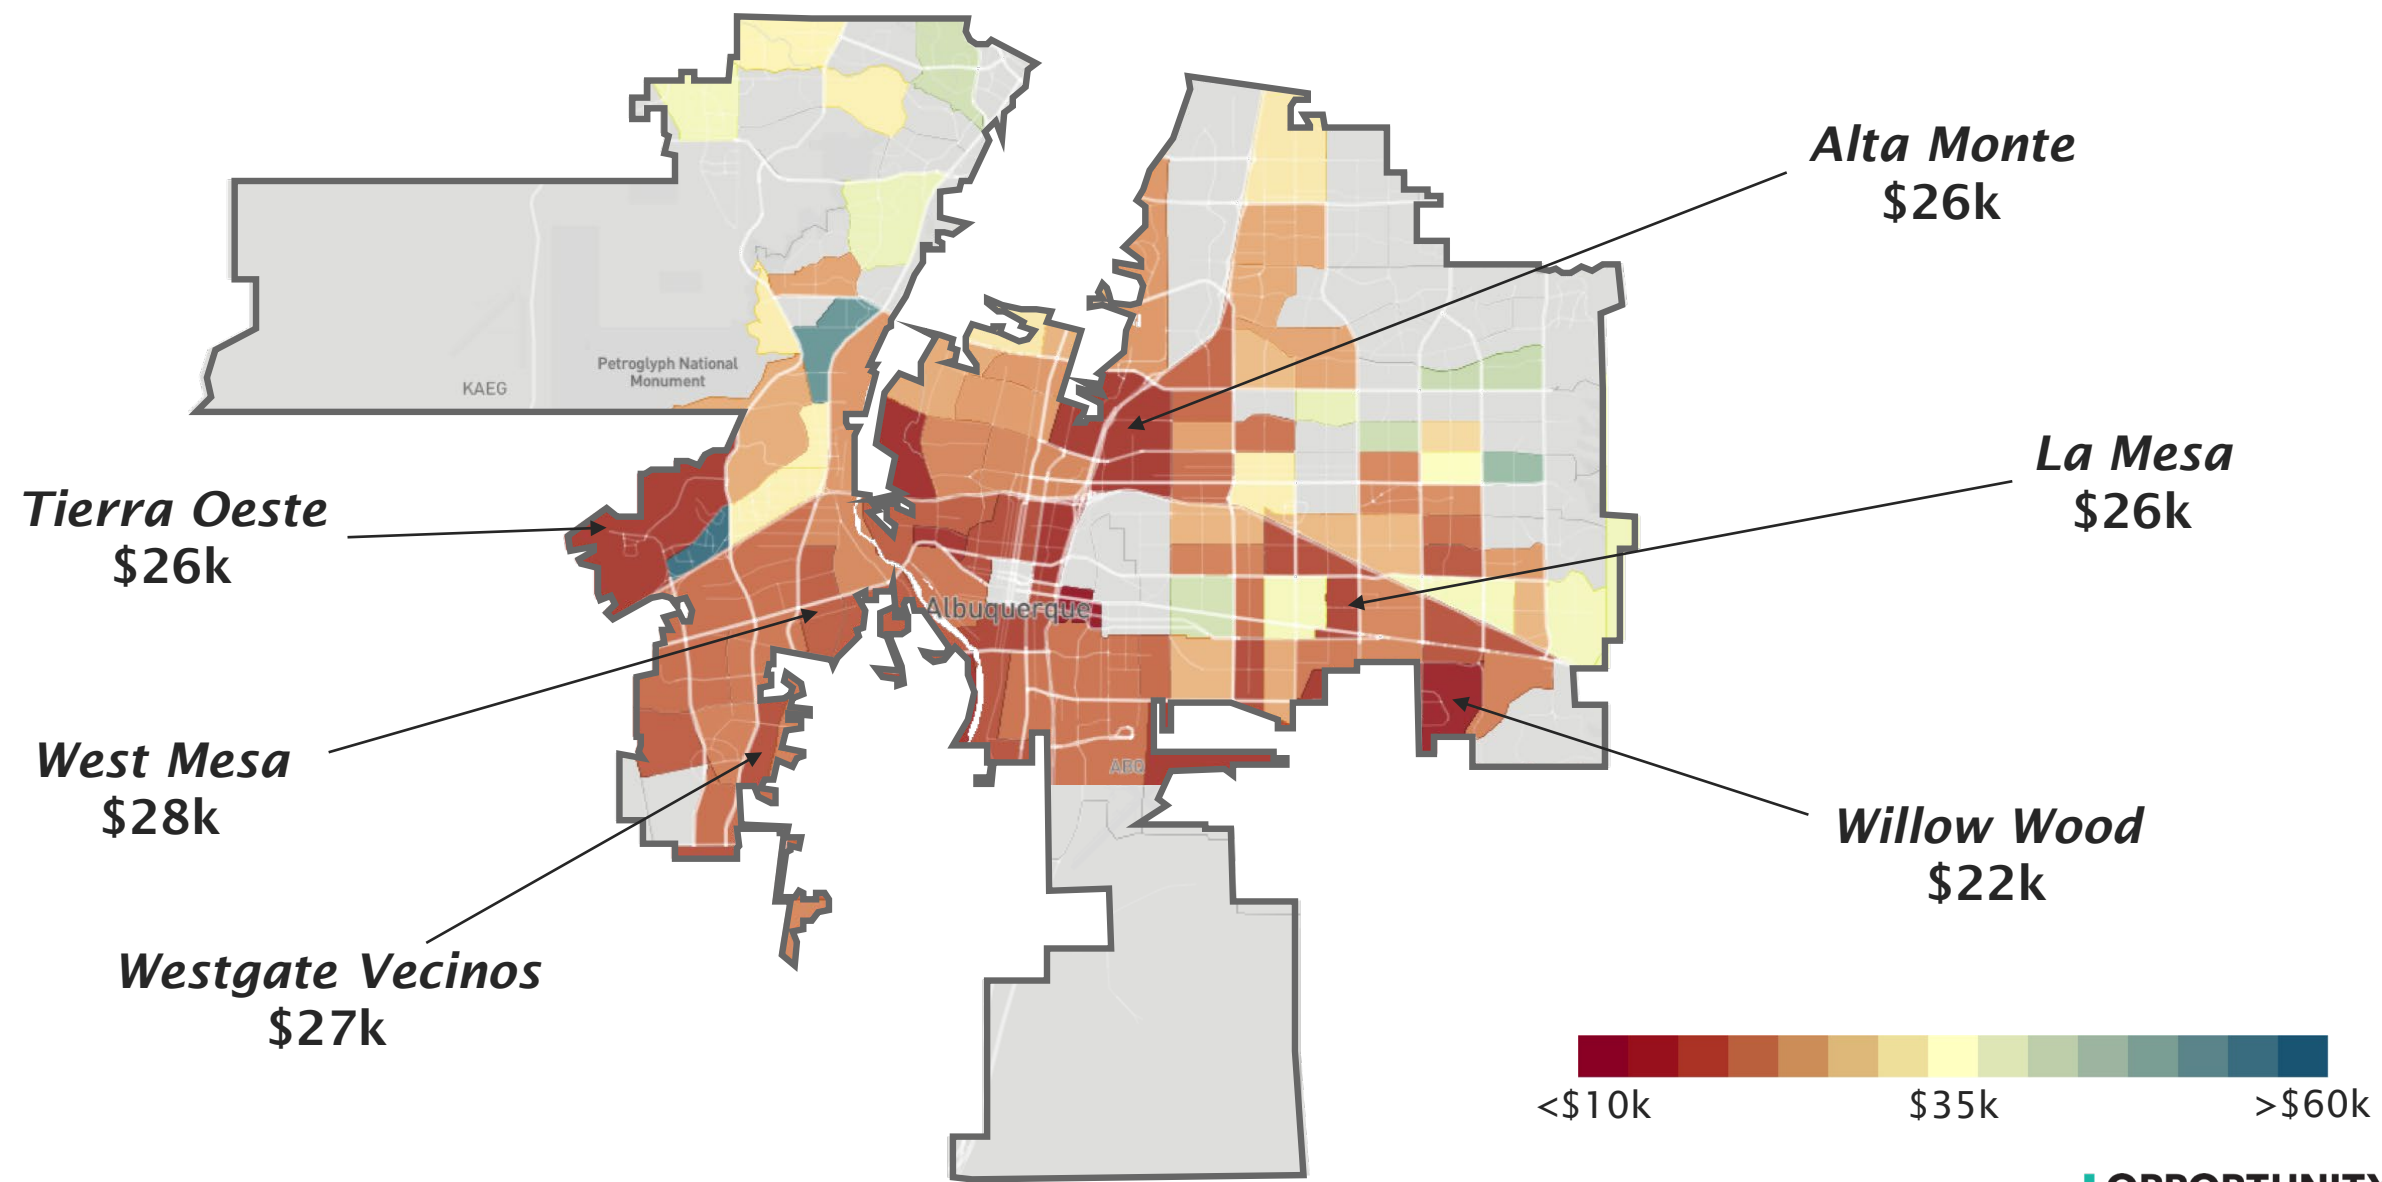 Alta Monte
$26k
Petroglyph National
Monument
KAEG
La Mesa
$26k
Tierra Oeste
$26k
Albuquerque
West Mesa
$28k
ABQ
Willow Wood
$22k
Westgate Vecinos
$27k
<$10k
$35k
>$60k
OPPORTUNITY